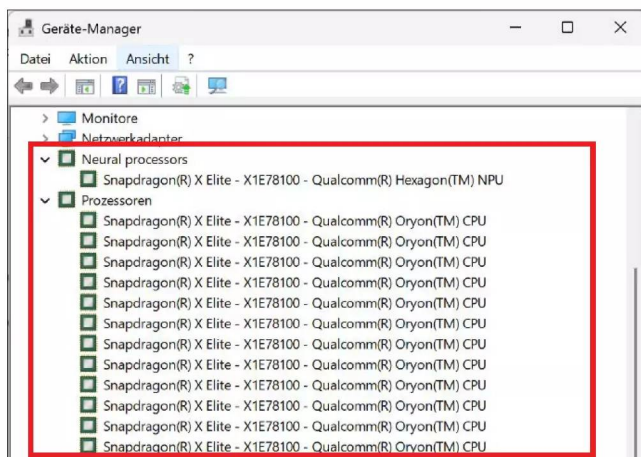 Geräte-Manager
Datei Aktion Ansicht ?
Monitore
Netzwerkadapter
Neural processors
Snapdragon(R) X Elite - X1E78100 - Qualcomm(R) Hexagon(TM) NPU
Prozessoren
Snapdragon(R) X Elite - X1E78100 - Qualcomm(R) Oryon(TM) CPU
Snapdragon(R) X Elite - X1E78100 - Qualcomm(R) Oryon(TM) CPU
Snapdragon(R) X Elite - X1E78100 - Qualcomm(R) Oryon(TM) CPU
Snapdragon(R) X Elite - X1E78100 - Qualcomm(R) Oryon(TM) CPU
Snapdragon(R) X Elite - X1E78100 - Qualcomm(R) Oryon(TM) CPU
Snapdragon(R) X Elite - X1E78100 - Qualcomm(R) Oryon(TM) CPU
Snapdragon(R) X Elite - X1E78100 - Qualcomm(R) Oryon(TM) CPU
Snapdragon(R) X Elite - X1E78100 - Qualcomm(R) Oryon(TM) CPU
Snapdragon(R) X Elite - X1E78100 - Qualcomm(R) Oryon(TM) CPU
Snapdragon(R) X Elite - X1E78100 - Qualcomm(R) Oryon(TM) CPU
Snapdragon(R) X Elite - X1E78100 - Qualcomm(R) Oryon(TM) CPU
Snapdragon(R) X Elite - X1E78100 - Qualcomm(R) Oryon(TM) CPU